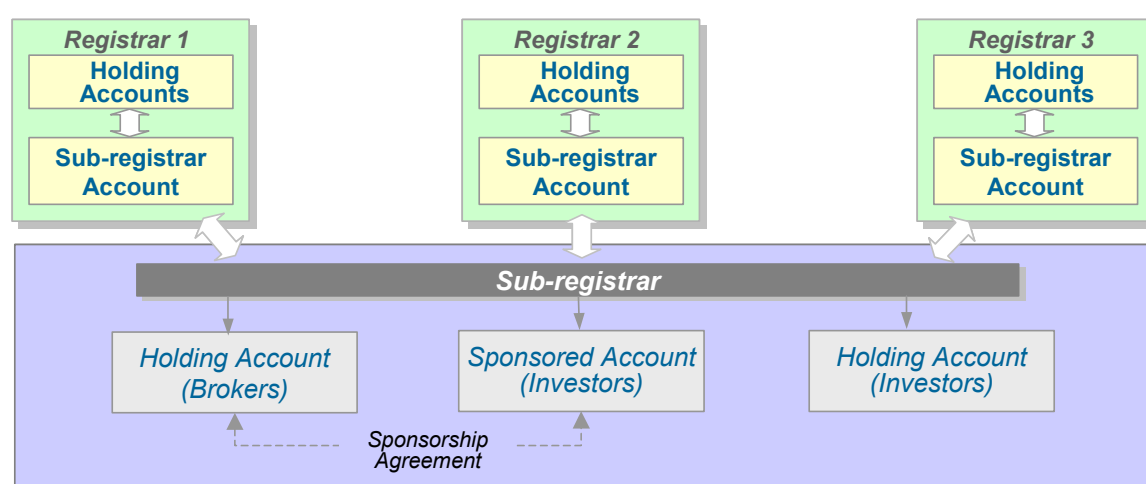 Registrar 1
Holding
Accounts
Sub-registrar
Account
Registrar 2
Holding
Accounts
Sub-registrar
Account
Registrar 3
Holding
Accounts
Sub-registrar
Account
Sub-registrar
Holding Account
(Brokers)
Sponsored Account
(Investors)
Holding Account
(Investors)
Sponsorship
Agreement